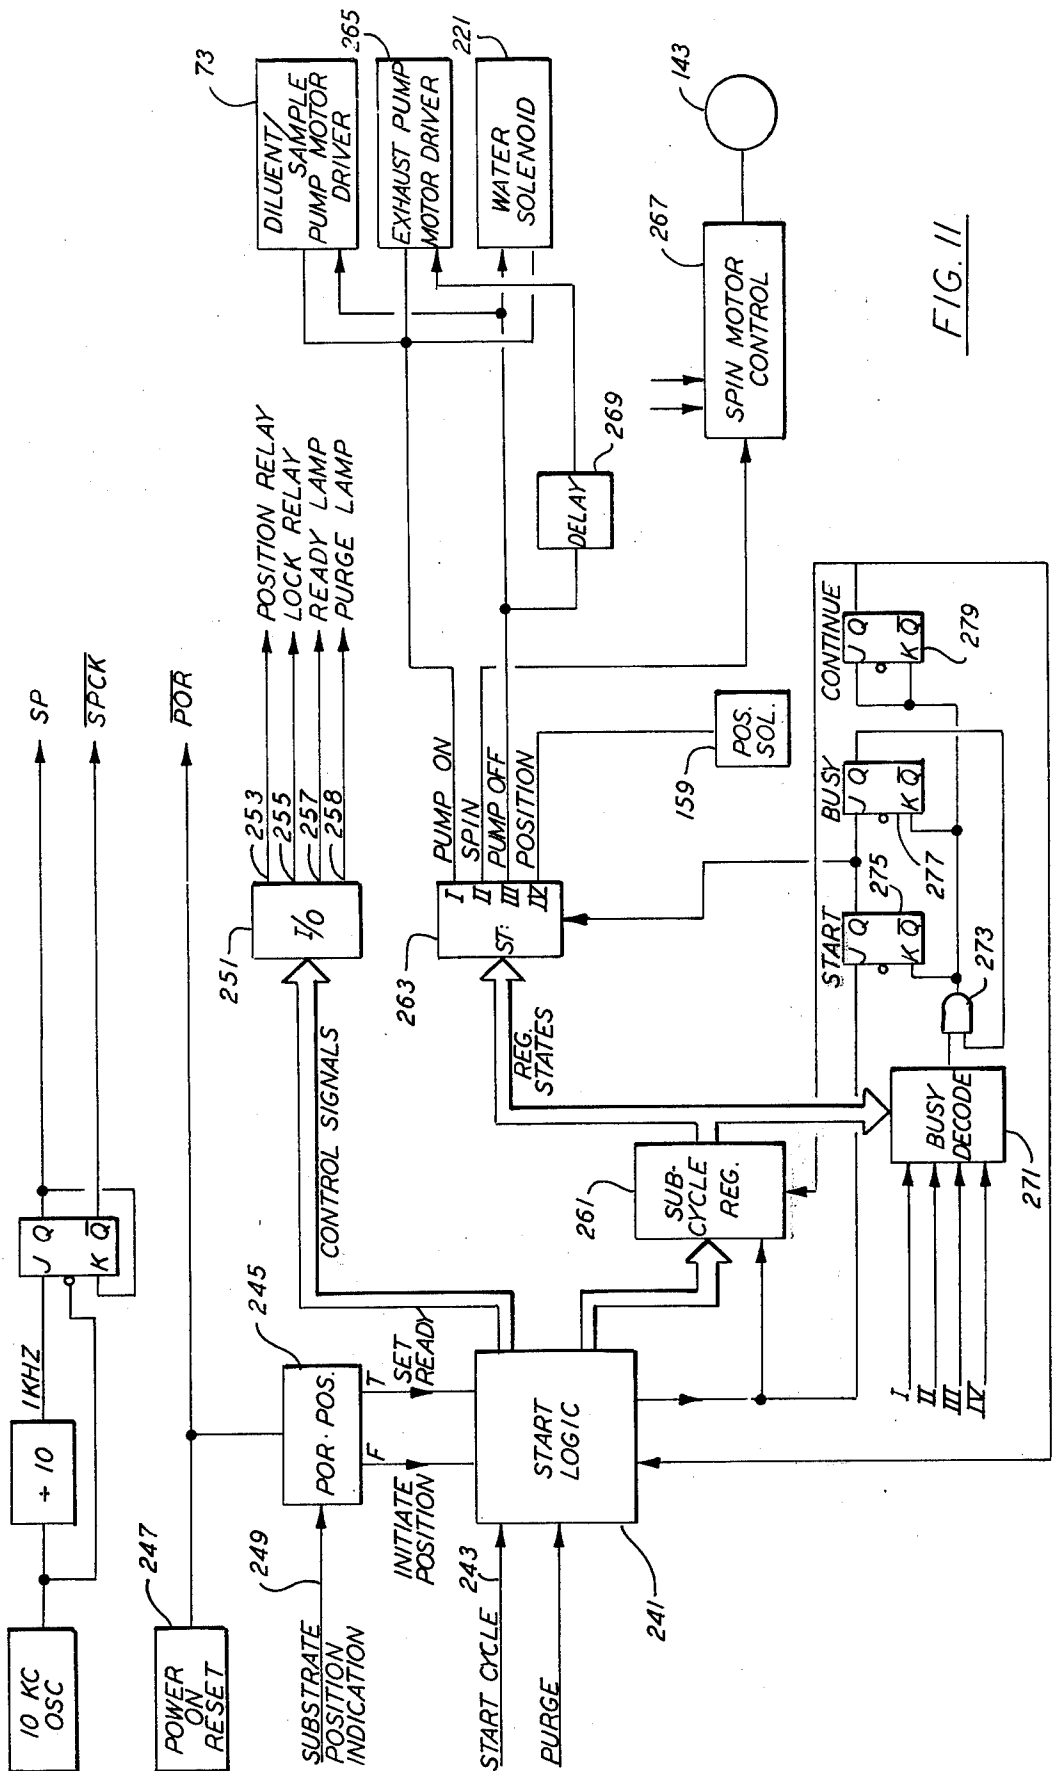 10 KC
OSC
÷ 10
1KHZ
J Q
K Q̅
SP
S̅P̅C̅K̅
247
POWER
ON
RESET
P̅O̅R̅
SUBSTRATE
POSITION
INDICATION
249
POR · POS.
245
F
T
INITIATE
POSITION
SET
READY
START CYCLE
243
PURGE
START
LOGIC
241
CONTROL SIGNALS
251
I/O
253
255
257
258
POSITION RELAY
LOCK RELAY
READY LAMP
PURGE LAMP
261
SUB-
CYCLE
REG.
REG.
STATES
263
ST:
I
II
III
IV
PUMP ON
SPIN
PUMP OFF
POSITION
159
POS.
SOL.
DELAY
269
73
DILUENT/
SAMPLE
PUMP MOTOR
DRIVER
265
EXHAUST PUMP
MOTOR DRIVER
221
WATER
SOLENOID
267
SPIN MOTOR
CONTROL
143
I
II
III
IV
BUSY
DECODE
271
273
START
J Q
K Q̅
275
BUSY
J Q
K Q̅
277
CONTINUE
J Q
K Q̅
279
FIG. 11